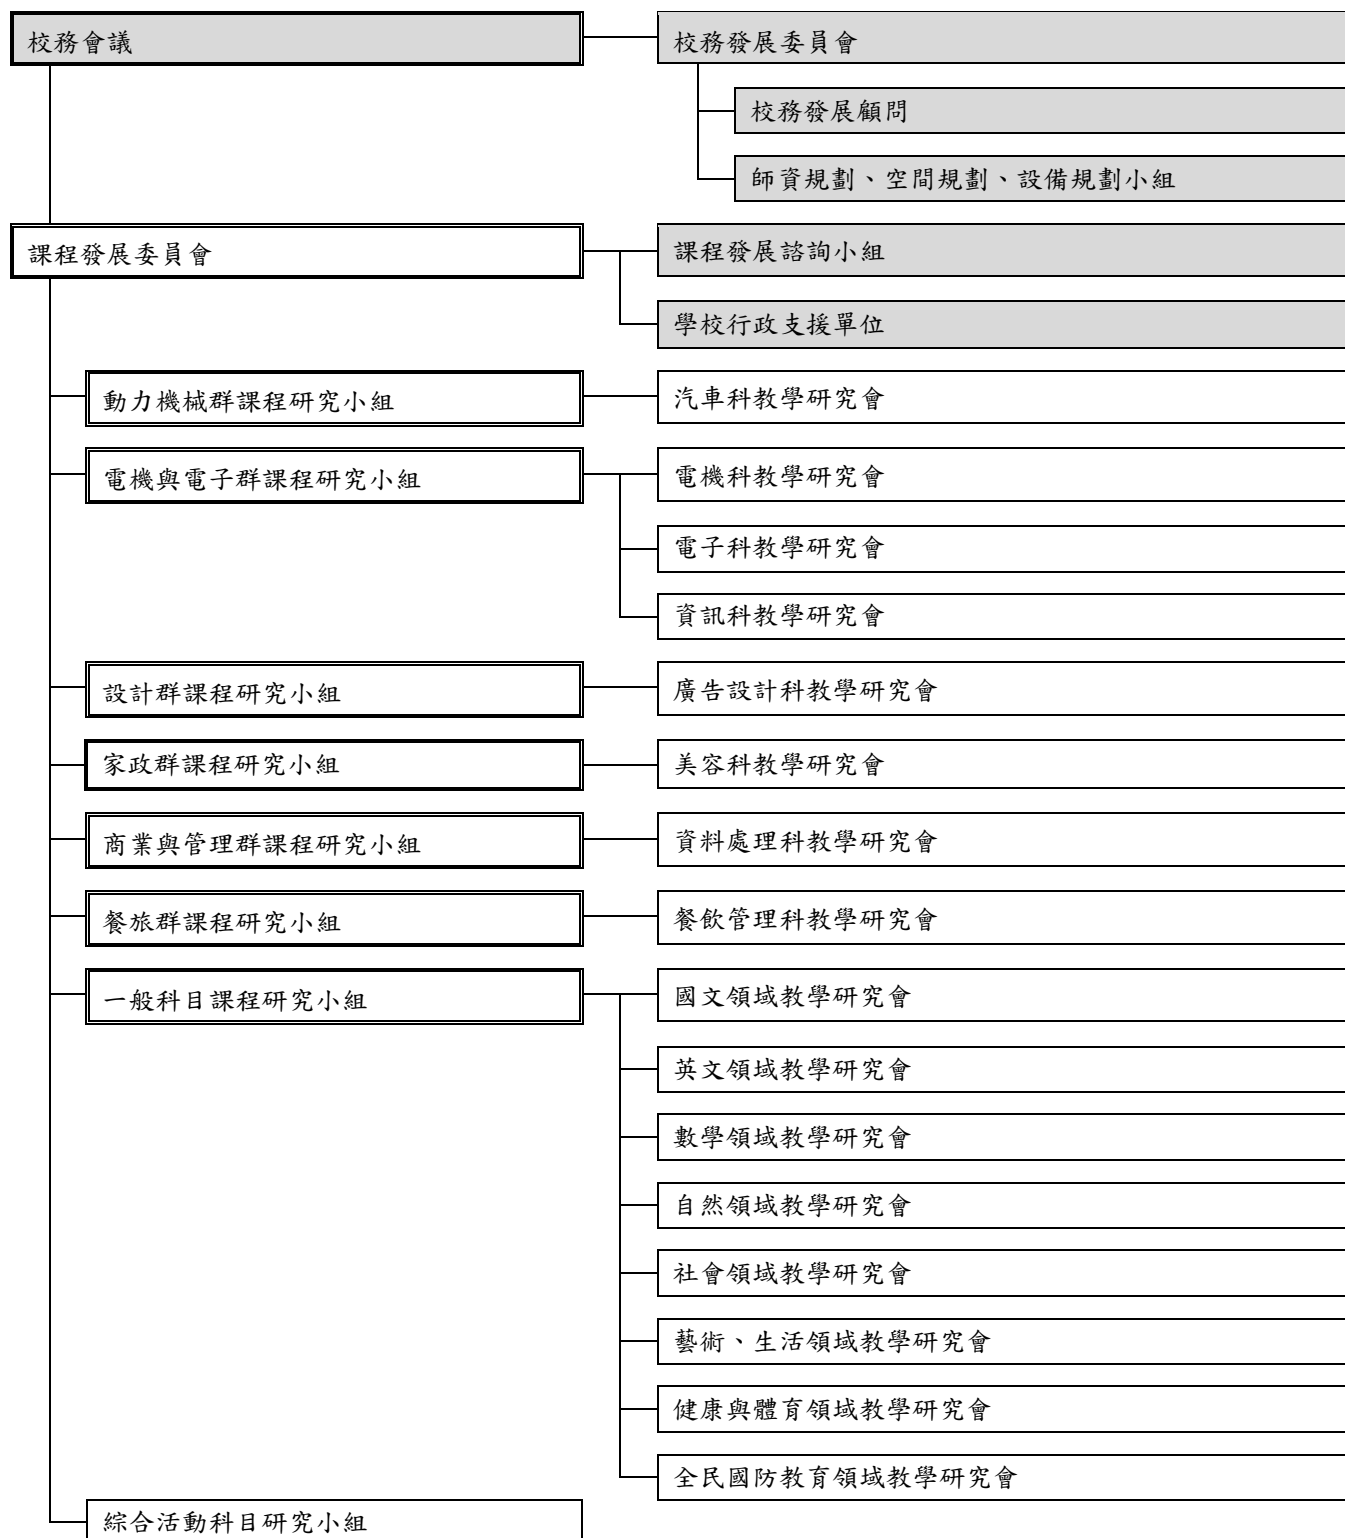 校務會議
校務發展委員會
校務發展顧問
師資規劃、空間規劃、設備規劃小組
課程發展委員會
課程發展諮詢小組
學校行政支援單位
動力機械群課程研究小組
汽車科教學研究會
電機與電子群課程研究小組
電機科教學研究會
電子科教學研究會
資訊科教學研究會
設計群課程研究小組
廣告設計科教學研究會
家政群課程研究小組
美容科教學研究會
商業與管理群課程研究小組
資料處理科教學研究會
餐旅群課程研究小組
餐飲管理科教學研究會
一般科目課程研究小組
國文領域教學研究會
英文領域教學研究會
數學領域教學研究會
自然領域教學研究會
社會領域教學研究會
藝術、生活領域教學研究會
健康與體育領域教學研究會
全民國防教育領域教學研究會
綜合活動科目研究小組